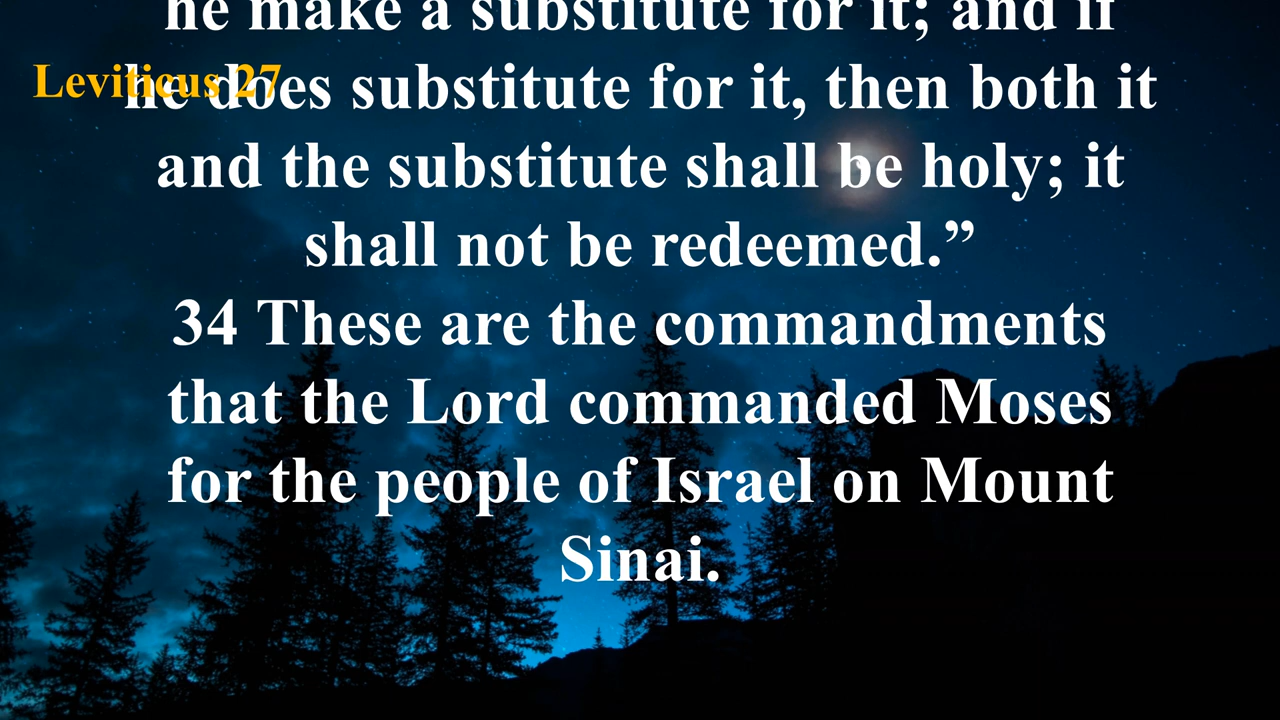 he make a substitute for it; and if
Leviticus 27
he does substitute for it, then both it
and the substitute shall be holy; it
shall not be redeemed.”
34 These are the commandments
that the Lord commanded Moses
for the people of Israel on Mount
Sinai.